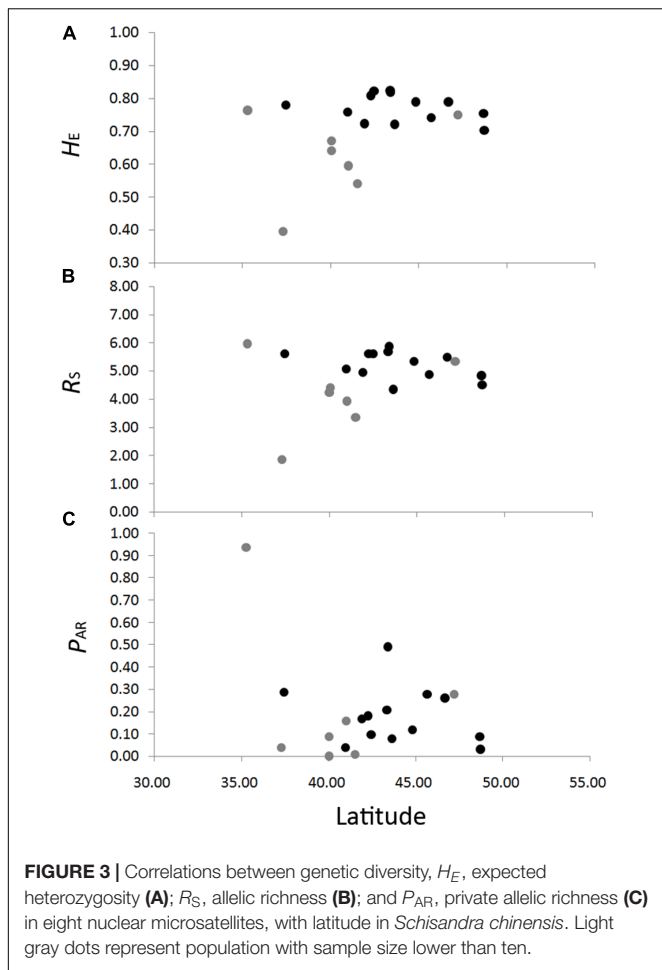 A
1.00
0.90
0.80
0.70
0.60
0.50
0.40
0.30
HE
B
8.00
7.00
6.00
5.00
4.00
3.00
2.00
1.00
0.00
RS
C
1.00
0.90
0.80
0.70
0.60
0.50
0.40
0.30
0.20
0.10
0.00
PAR
30.00 35.00 40.00 45.00 50.00 55.00
Latitude
FIGURE 3 | Correlations between genetic diversity, HE, expected
heterozygosity (A); RS, allelic richness (B); and PAR, private allelic richness (C)
in eight nuclear microsatellites, with latitude in Schisandra chinensis. Light
gray dots represent population with sample size lower than ten.